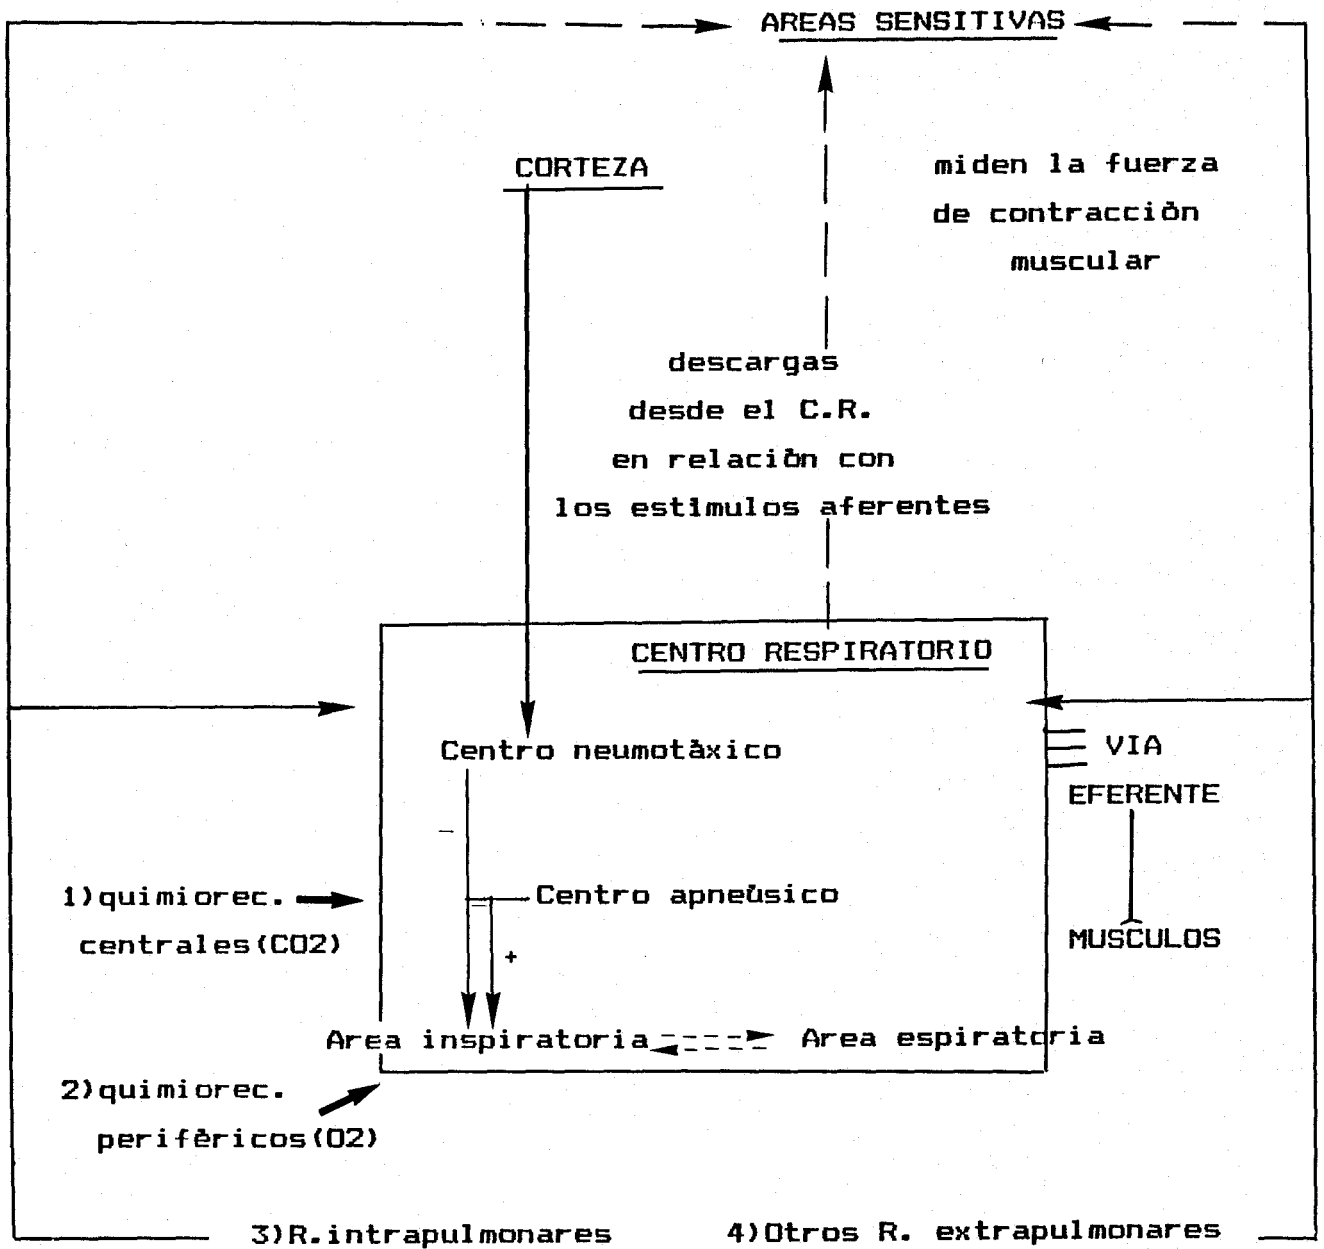 AREAS SENSITIVAS
CORTEZA
miden la fuerza
de contracciòn
muscular
descargas
desde el C.R.
en relaciòn con
los estìmulos aferentes
CENTRO RESPIRATORIO
Centro neumotàxico
VIA
EFERENTE
–
1)quimiorec.
centrales(CO2)
Centro apneùsico
MUSCULOS
+
Area inspiratoria
Area espiratoria
2)quimiorec.
perifèricos(O2)
3)R.intrapulmonares
4)Otros R. extrapulmonares